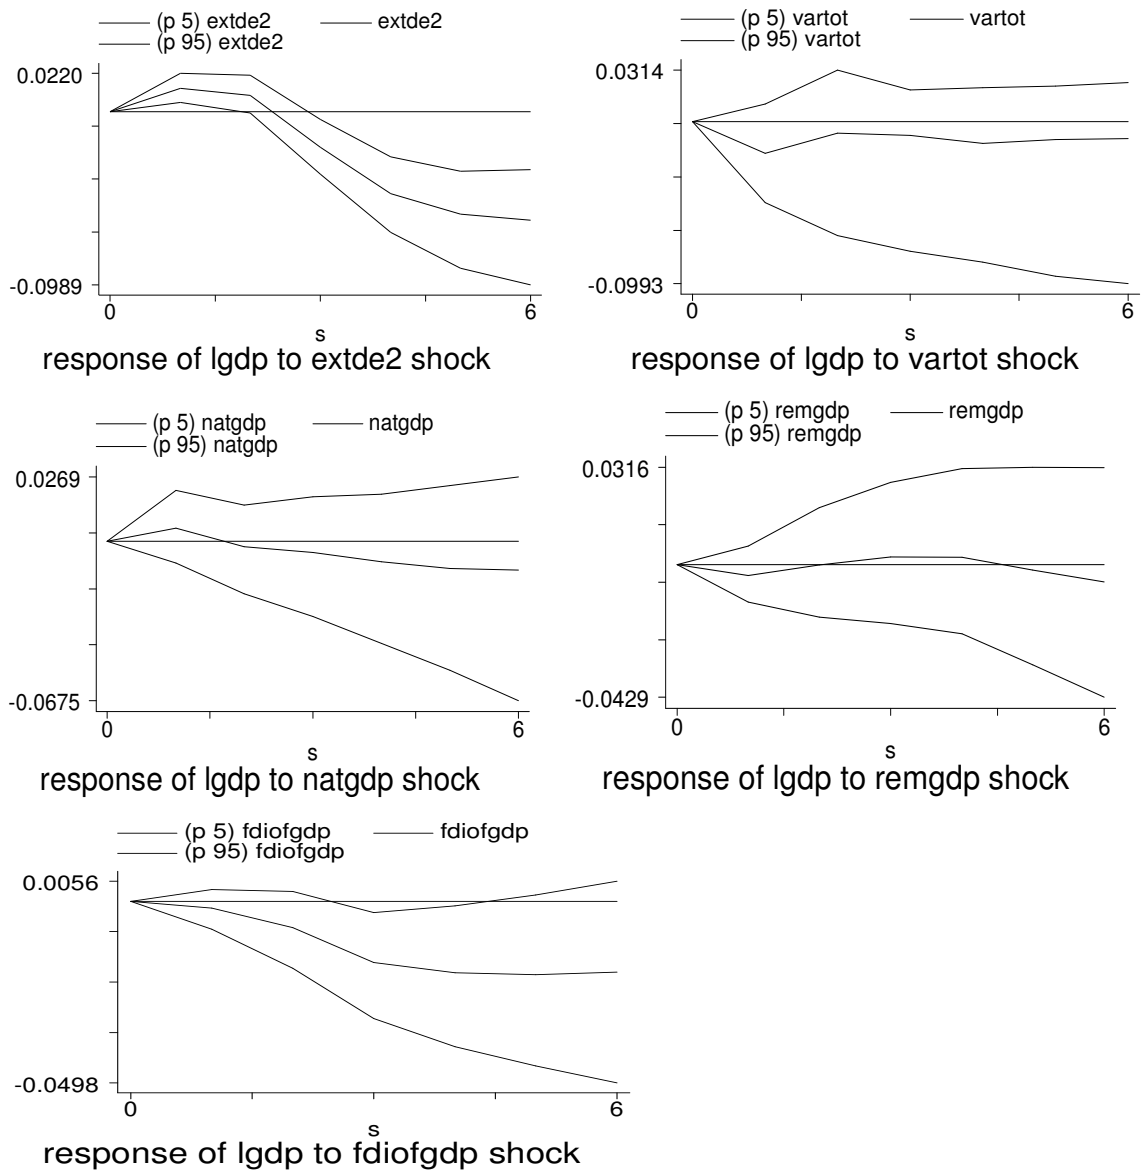 (p 5) extde2 extde2
(p 95) extde2
0.0220
-0.0989
0 6
s
response of lgdp to extde2 shock
(p 5) vartot vartot
(p 95) vartot
0.0314
-0.0993
0 6
s
response of lgdp to vartot shock
(p 5) natgdp natgdp
(p 95) natgdp
0.0269
-0.0675
0 6
s
response of lgdp to natgdp shock
(p 5) remgdp remgdp
(p 95) remgdp
0.0316
-0.0429
0 6
s
response of lgdp to remgdp shock
(p 5) fdiofgdp fdiofgdp
(p 95) fdiofgdp
0.0056
-0.0498
0 6
s
response of lgdp to fdiofgdp shock